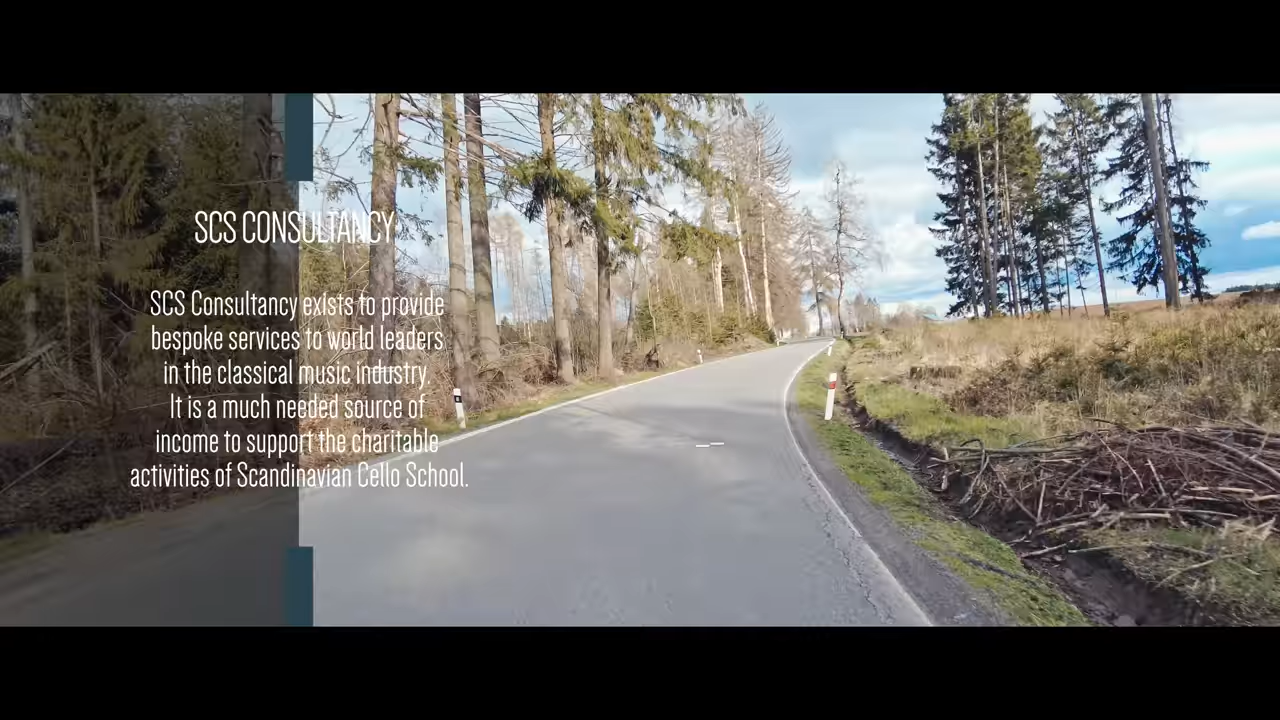 SCS CONSULTANCY
SCS Consultancy exists to provide
bespoke services to world leaders
in the classical music industry.
It is a much needed source of
income to support the charitable
activities of Scandinavian Cello School.